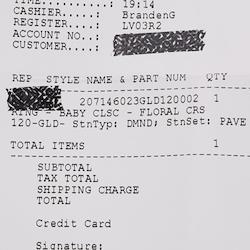 TIME..........: 19:14
CASHIER.....: BrandenG
REGISTER....: LV03R2
ACCOUNT NO..:
CUSTOMER....:
REP STYLE NAME & PART NUM QTY
207146023GLD120002 1
RING - BABY CLSC - FLORAL CRS
120-GLD- StnTyp: DMND; StnSet: PAVE
TOTAL ITEMS 1
SUBTOTAL
TAX TOTAL
SHIPPING CHARGE
TOTAL
Credit Card
Signature: